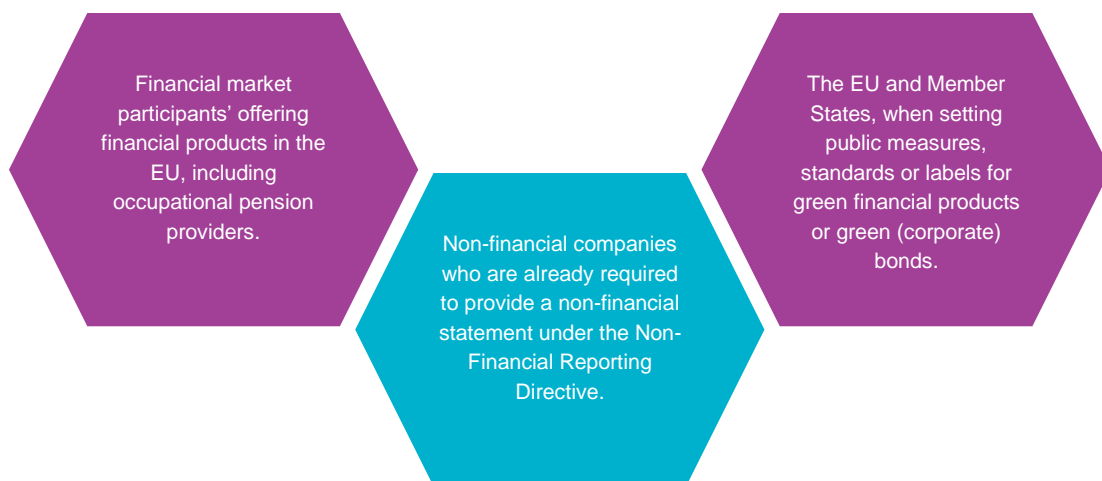 Financial market
participants’ offering
financial products in the
EU, including
occupational pension
providers.
Non-financial companies
who are already required
to provide a non-financial
statement under the Non-
Financial Reporting
Directive.
The EU and Member
States, when setting
public measures,
standards or labels for
green financial products
or green (corporate)
bonds.